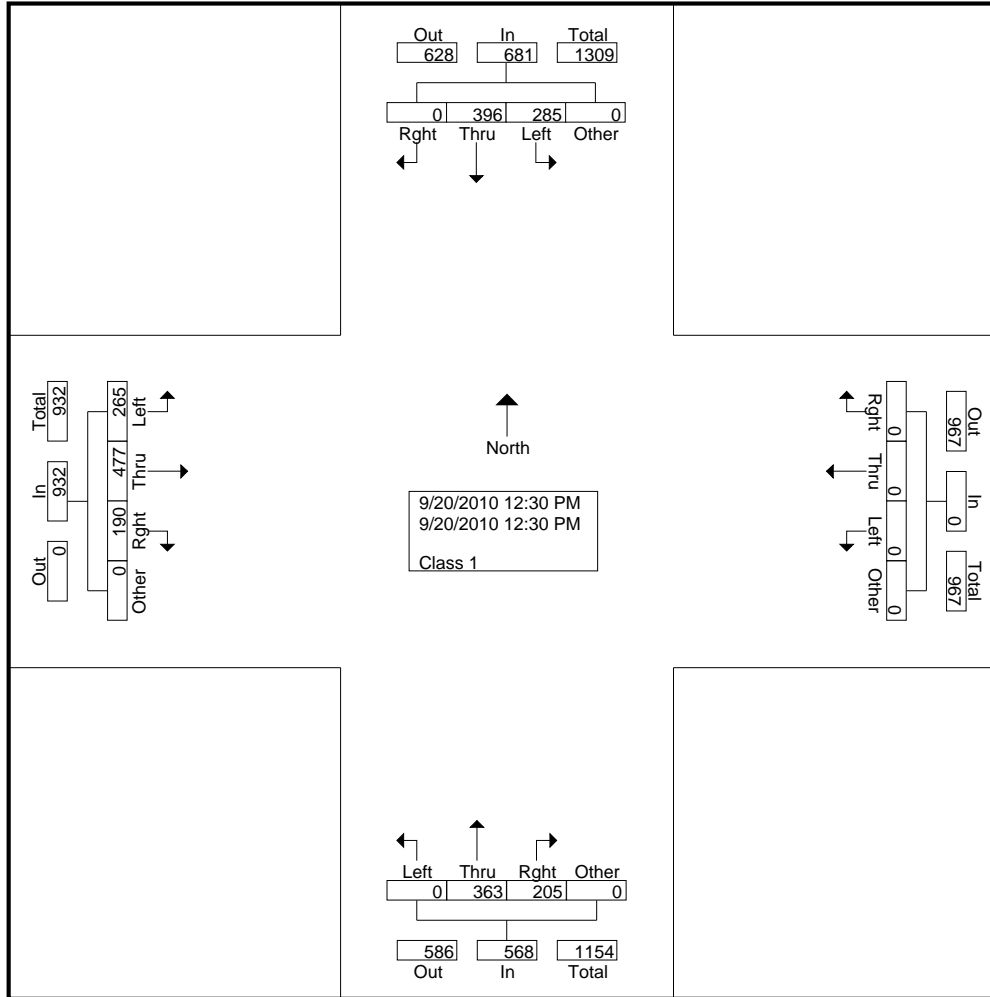 Out In Total
628 681 1309
0 396 285 0
Rght Thru Left Other
Total 932
In 932
Out 0
265 477 190 0
Left Thru Rght Other
North
9/20/2010 12:30 PM
9/20/2010 12:30 PM
Class 1
Rght Thru Left Other
0 0 0 0
Out 967
In 0
Total 967
Left Thru Rght Other
0 363 205 0
586 568 1154
Out In Total